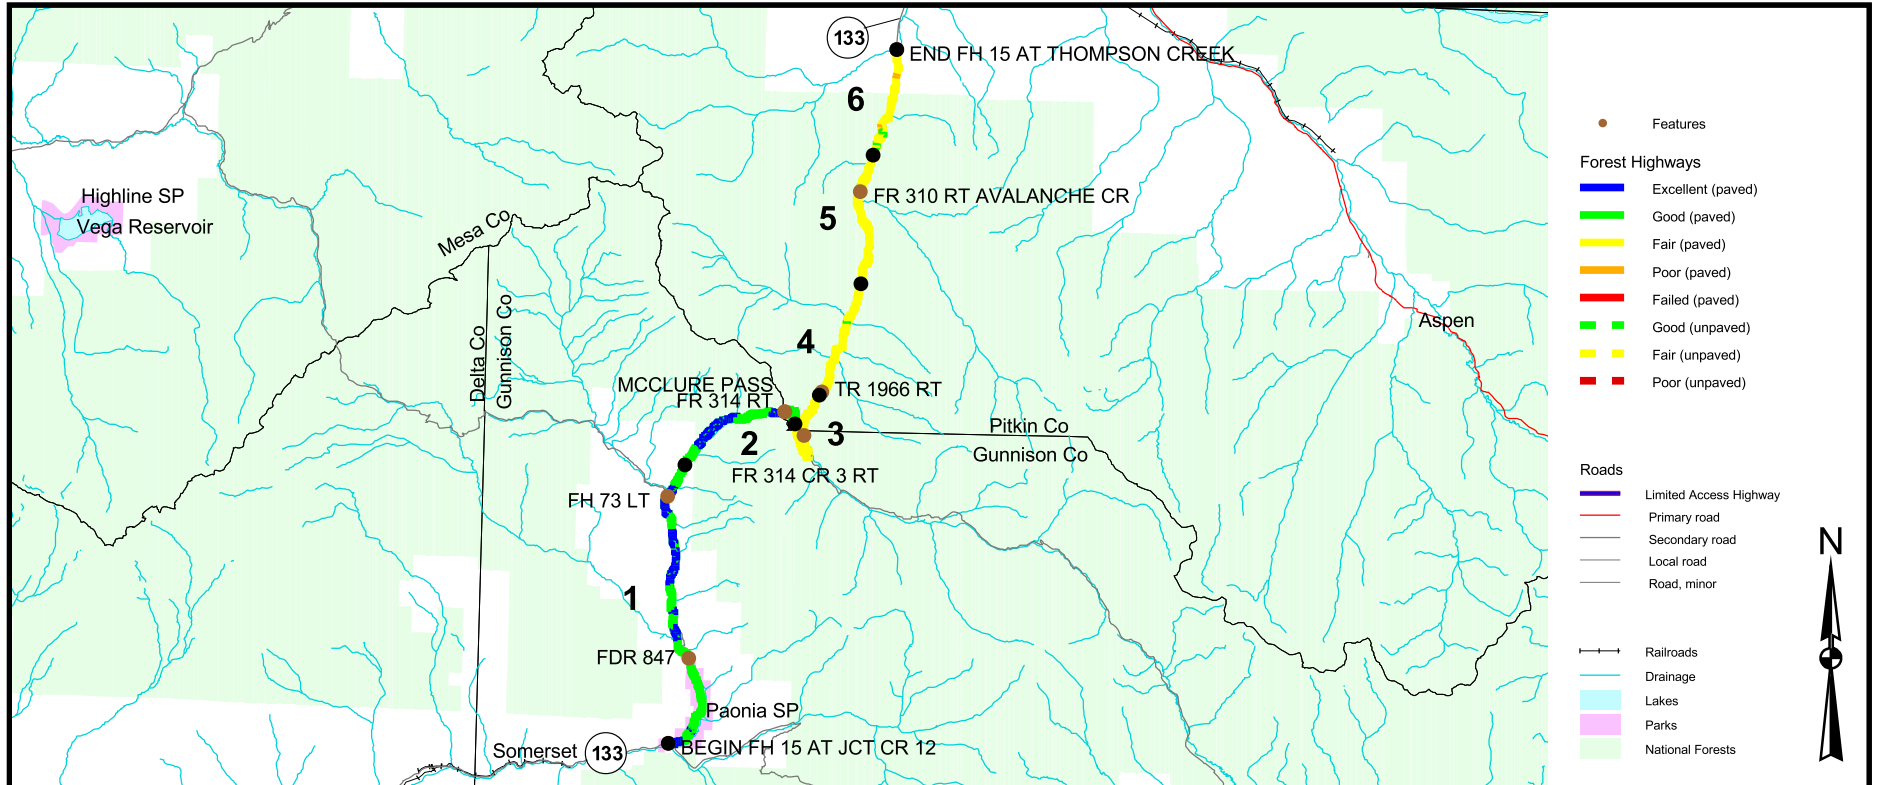 133
END FH 15 AT THOMPSON CREEK
6
FR 310 RT AVALANCHE CR
5
Highline SP
Vega Reservoir
Mesa Co
Delta Co
Gunnison Co
4
Aspen
MCCLURE PASS
FR 314 RT
TR 1966 RT
2
3
Pitkin Co
Gunnison Co
FR 314 CR 3 RT
FH 73 LT
1
FDR 847
Paonia SP
Somerset
133
BEGIN FH 15 AT JCT CR 12
Features
Forest Highways
Excellent (paved)
Good (paved)
Fair (paved)
Poor (paved)
Failed (paved)
Good (unpaved)
Fair (unpaved)
Poor (unpaved)
Roads
Limited Access Highway
Primary road
Secondary road
Local road
Road, minor
N
Railroads
Drainage
Lakes
Parks
National Forests